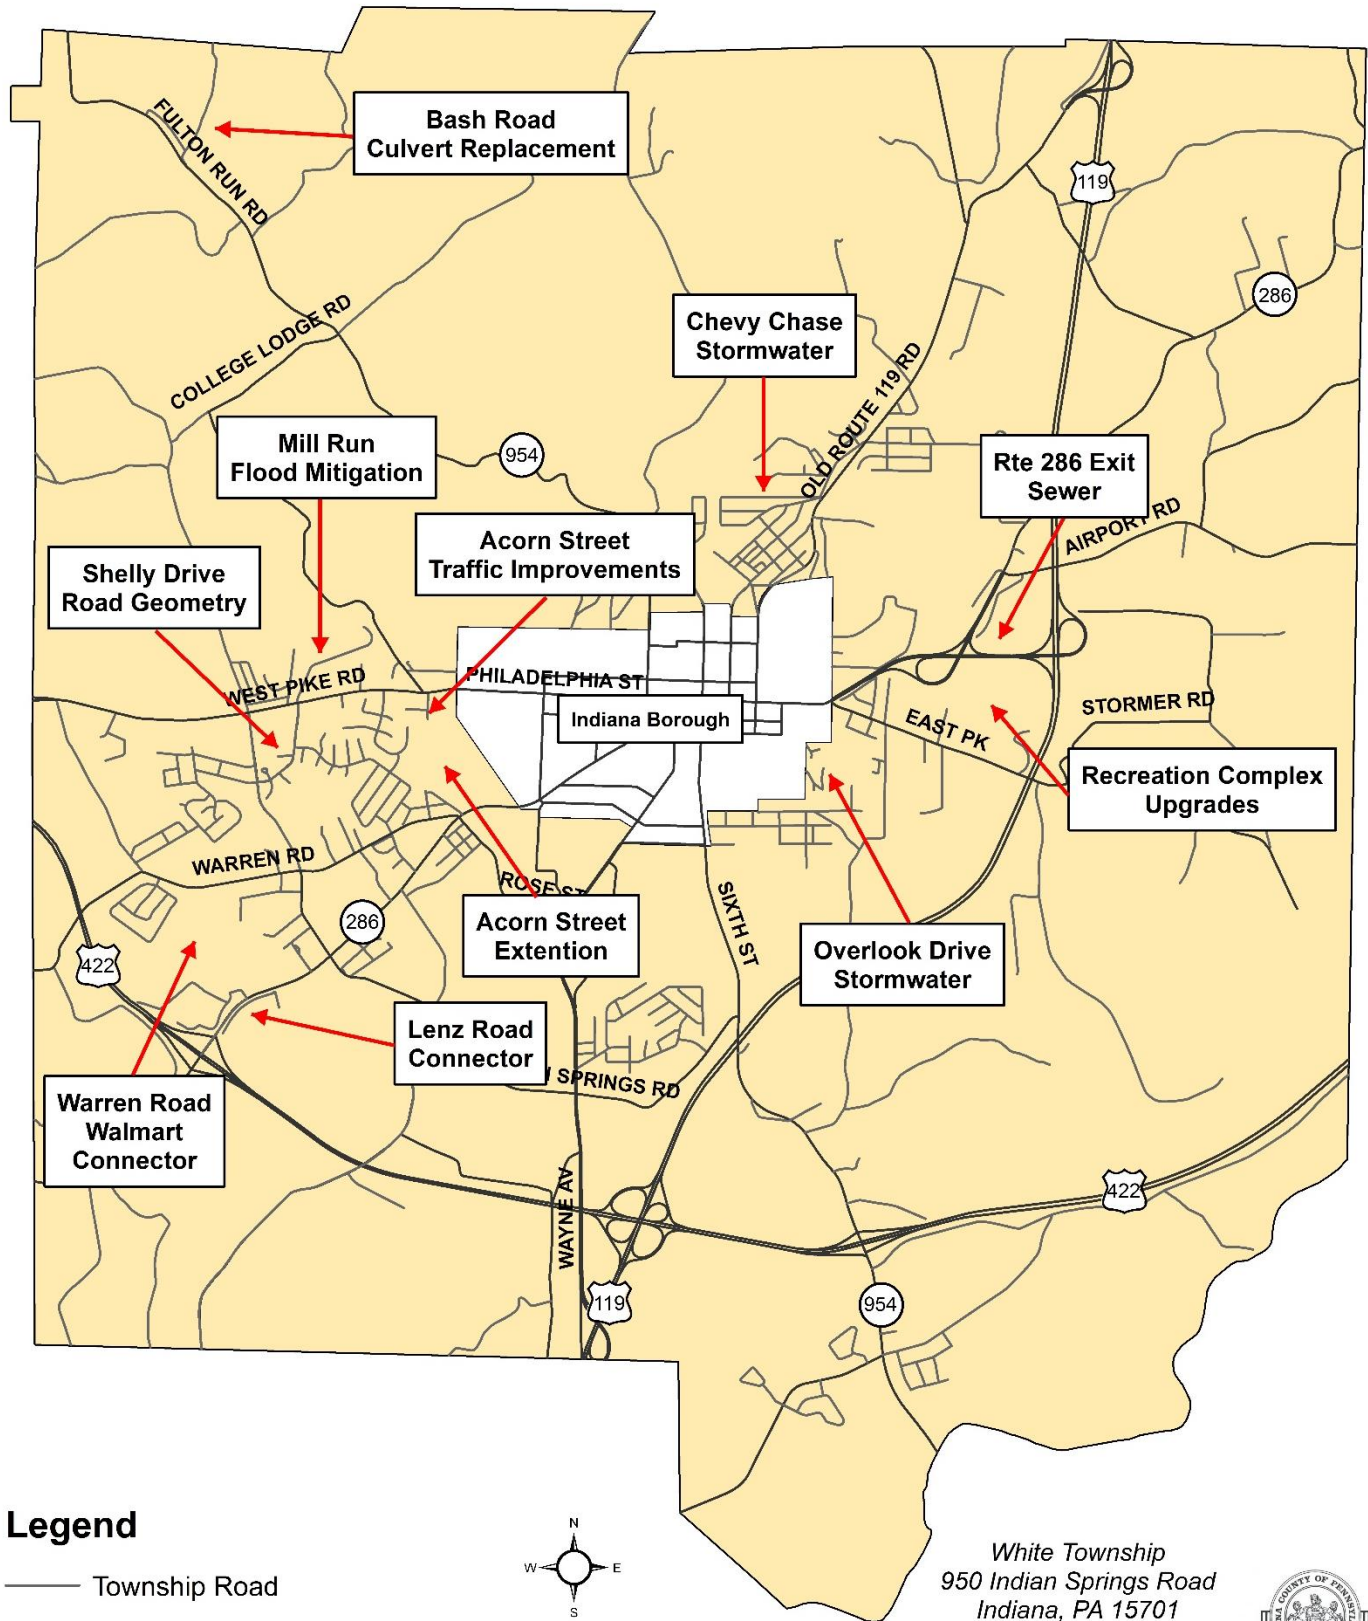 Bash Road
Culvert Replacement
FULTON RUN RD
119
286
COLLEGE LODGE RD
Chevy Chase
Stormwater
OLD ROUTE 119 RD
Mill Run
Flood Mitigation
954
Rte 286 Exit
Sewer
AIRPORT RD
Acorn Street
Traffic Improvements
Shelly Drive
Road Geometry
WEST PIKE RD
PHILADELPHIA ST
Indiana Borough
EAST PK
STORMER RD
Recreation Complex
Upgrades
WARREN RD
ROSE ST
286
Acorn Street
Extention
SIXTH ST
Overlook Drive
Stormwater
422
Lenz Road
Connector
SPRINGS RD
Warren Road
Walmart
Connector
WAYNE AV
422
119
954
Legend
Township Road
N
W E
S
White Township
950 Indian Springs Road
Indiana, PA 15701
COUNTY OF